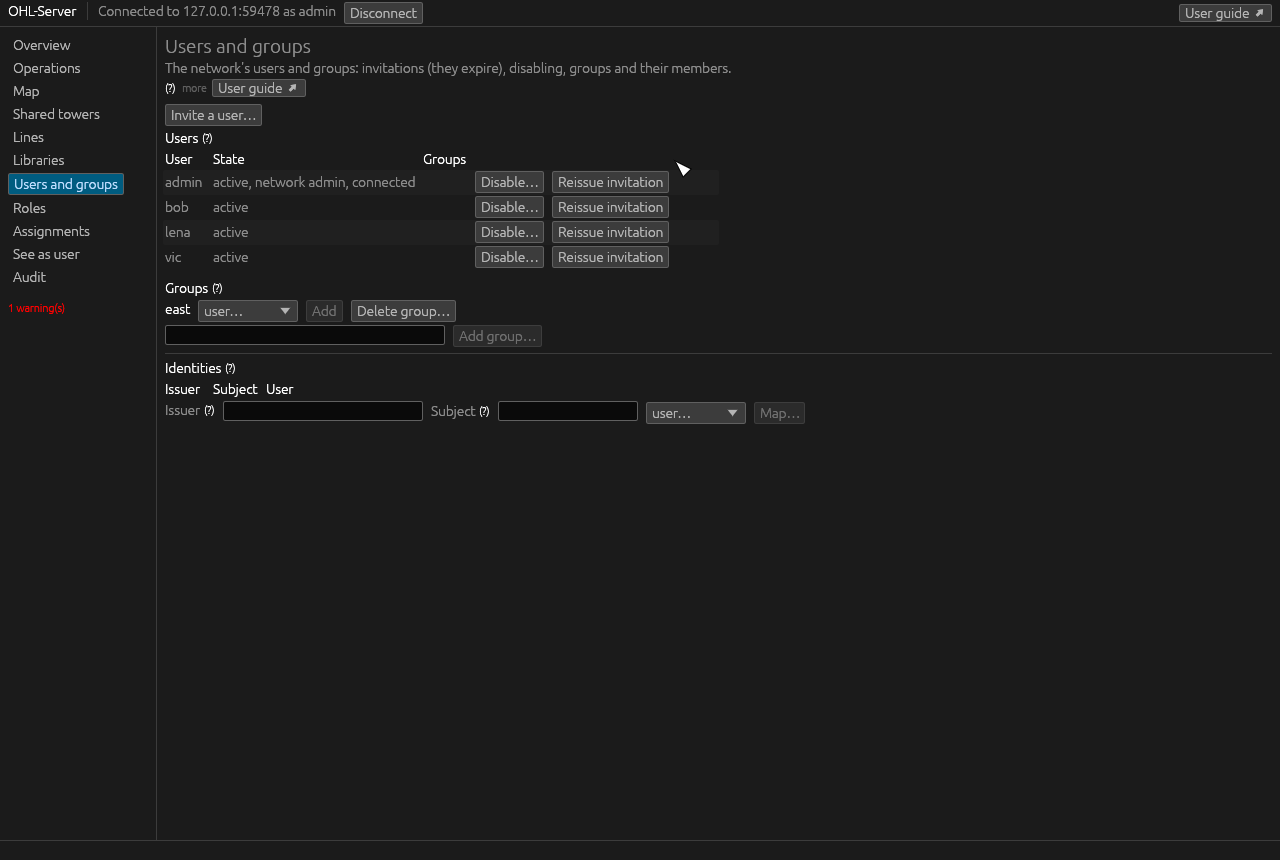 OHL-Server Connected to 127.0.0.1:59478 as admin Disconnect User guide
Overview
Operations
Map
Shared towers
Lines
Libraries
Users and groups
Roles
Assignments
See as user
Audit
1 warning(s)
Users and groups
The network's users and groups: invitations (they expire), disabling, groups and their members.
(?) more User guide
Invite a user...
Users (?)
User State Groups
admin active, network admin, connected Disable... Reissue invitation
bob active Disable... Reissue invitation
lena active Disable... Reissue invitation
vic active Disable... Reissue invitation
Groups (?)
east user... Add Delete group...
Add group...
Identities (?)
Issuer Subject User
Issuer (?) Subject (?) user... Map...